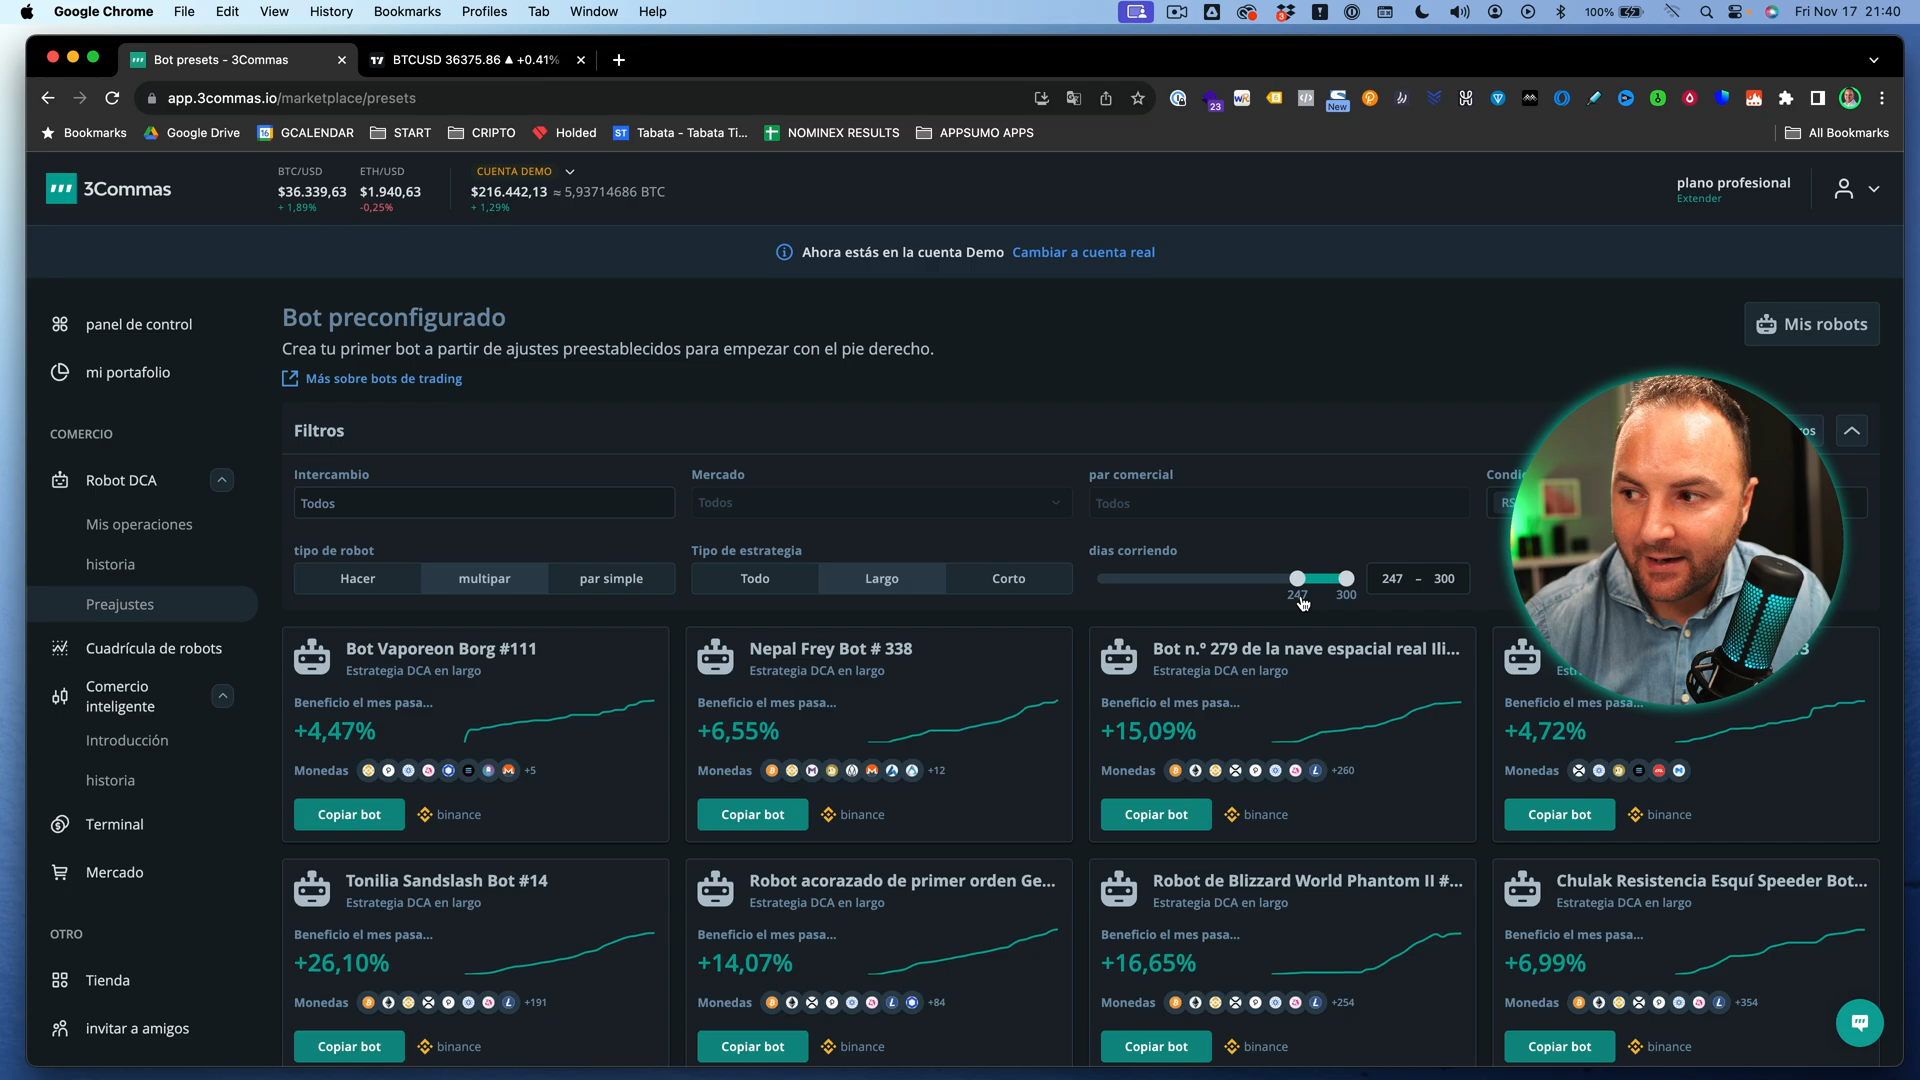 Google Chrome File Edit View History Bookmarks Profiles Tab Window Help
3 100% Fri Nov 17 21:40
Bot presets - 3Commas
BTCUSD 36375.86 ▲ +0.41%
app.3commas.io/marketplace/presets
23 New
Bookmarks Google Drive GCALENDAR START CRIPTO Holded Tabata - Tabata Ti... NOMINEX RESULTS APPSUMO APPS All Bookmarks
3Commas
BTC/USD
$36.339,63
+ 1,89%
ETH/USD
$1.940,63
-0,25%
CUENTA DEMO
$216.442,13 ≈ 5,93714686 BTC
+ 1,29%
plano profesional
Extender
Ahora estás en la cuenta Demo Cambiar a cuenta real
panel de control
mi portafolio
COMERCIO
Robot DCA
Mis operaciones
historia
Preajustes
Cuadrícula de robots
Comercio
inteligente
Introducción
historia
Terminal
Mercado
OTRO
Tienda
invitar a amigos
Bot preconfigurado
Crea tu primer bot a partir de ajustes preestablecidos para empezar con el pie derecho.
Más sobre bots de trading
Mis robots
Filtros
Intercambio
Todos
Mercado
Todos
par comercial
Todos
tipo de robot
Hacer multipar par simple
Tipo de estrategia
Todo Largo Corto
dias corriendo
247 300
247 – 300
Bot Vaporeon Borg #111
Estrategia DCA en largo
Beneficio el mes pasa...
+4,47%
Monedas +5
Copiar bot binance
Nepal Frey Bot # 338
Estrategia DCA en largo
Beneficio el mes pasa...
+6,55%
Monedas +12
Copiar bot binance
Bot n.º 279 de la nave espacial real Ili...
Estrategia DCA en largo
Beneficio el mes pasa...
+15,09%
Monedas +260
Copiar bot binance
Beneficio el mes pasa...
+4,72%
Monedas
Copiar bot binance
Tonilia Sandslash Bot #14
Estrategia DCA en largo
Beneficio el mes pasa...
+26,10%
Monedas +191
Copiar bot binance
Robot acorazado de primer orden Ge...
Estrategia DCA en largo
Beneficio el mes pasa...
+14,07%
Monedas +84
Copiar bot binance
Robot de Blizzard World Phantom II #...
Estrategia DCA en largo
Beneficio el mes pasa...
+16,65%
Monedas +254
Copiar bot binance
Chulak Resistencia Esquí Speeder Bot...
Estrategia DCA en largo
Beneficio el mes pasa...
+6,99%
Monedas +354
Copiar bot binance